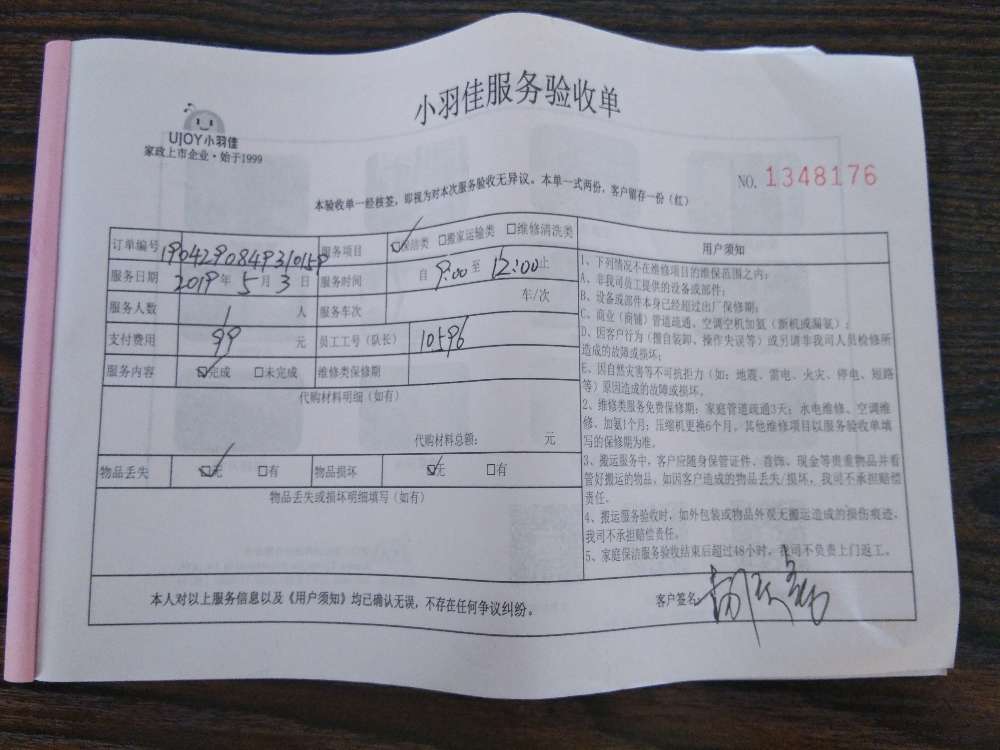 小羽佳服务验收单
UJOY小羽佳
家政上市企业·始于1999
NO. 1348176
本验收单一经核签，即视为对本次服务验收无异议。本单一式两份，客户留存一份（红）
订单编号 1904290849310159 服务项目 ☑保洁类 □搬家运输类 □维修清洗类
服务日期 2019年5月3日 服务时间 自9:00至12:00止
服务人数 1 人 服务车次 车/次
支付费用 99 元 员工工号（队长） 10596
服务内容 ☑完成 □未完成 维修类保修期
代购材料明细（如有）
代购材料总额： 元
物品丢失 ☑无 □有 物品损坏 ☑无 □有
物品丢失或损坏明细填写（如有）
用户须知
1、下列情况不在维修项目的维保范围之内：
A、非我司员工提供的设备或部件；
B、设备或部件本身已经超过出厂保修期；
C、商业（商铺）管道疏通、空调空机加氨（新机或漏氨）；
D、因客户行为（擅自装卸、操作失误等）或另请非我司人员检修所
造成的故障或损坏；
E、因自然灾害等不可抗拒力（如：地震、雷电、火灾、停电、短路
等）原因造成的故障或损坏。
2、维修类服务免费保修期：家庭管道疏通3天；水电维修、空调维
修、加氨1个月；压缩机更换6个月。其他维修项目以服务验收单填
写的保修期为准。
3、搬运服务中，客户应随身保管证件、首饰、现金等贵重物品并看
管好搬运的物品，如因客户造成的物品丢失/损坏，我司不承担赔偿
责任。
4、搬运服务验收时，如外包装或物品外观无搬运造成的损伤痕迹，
我司不承担赔偿责任。
5、家庭保洁服务验收结束后超过48小时，我司不负责上门返工。
本人对以上服务信息以及《用户须知》均已确认无误，不存在任何争议纠纷。
客户签名